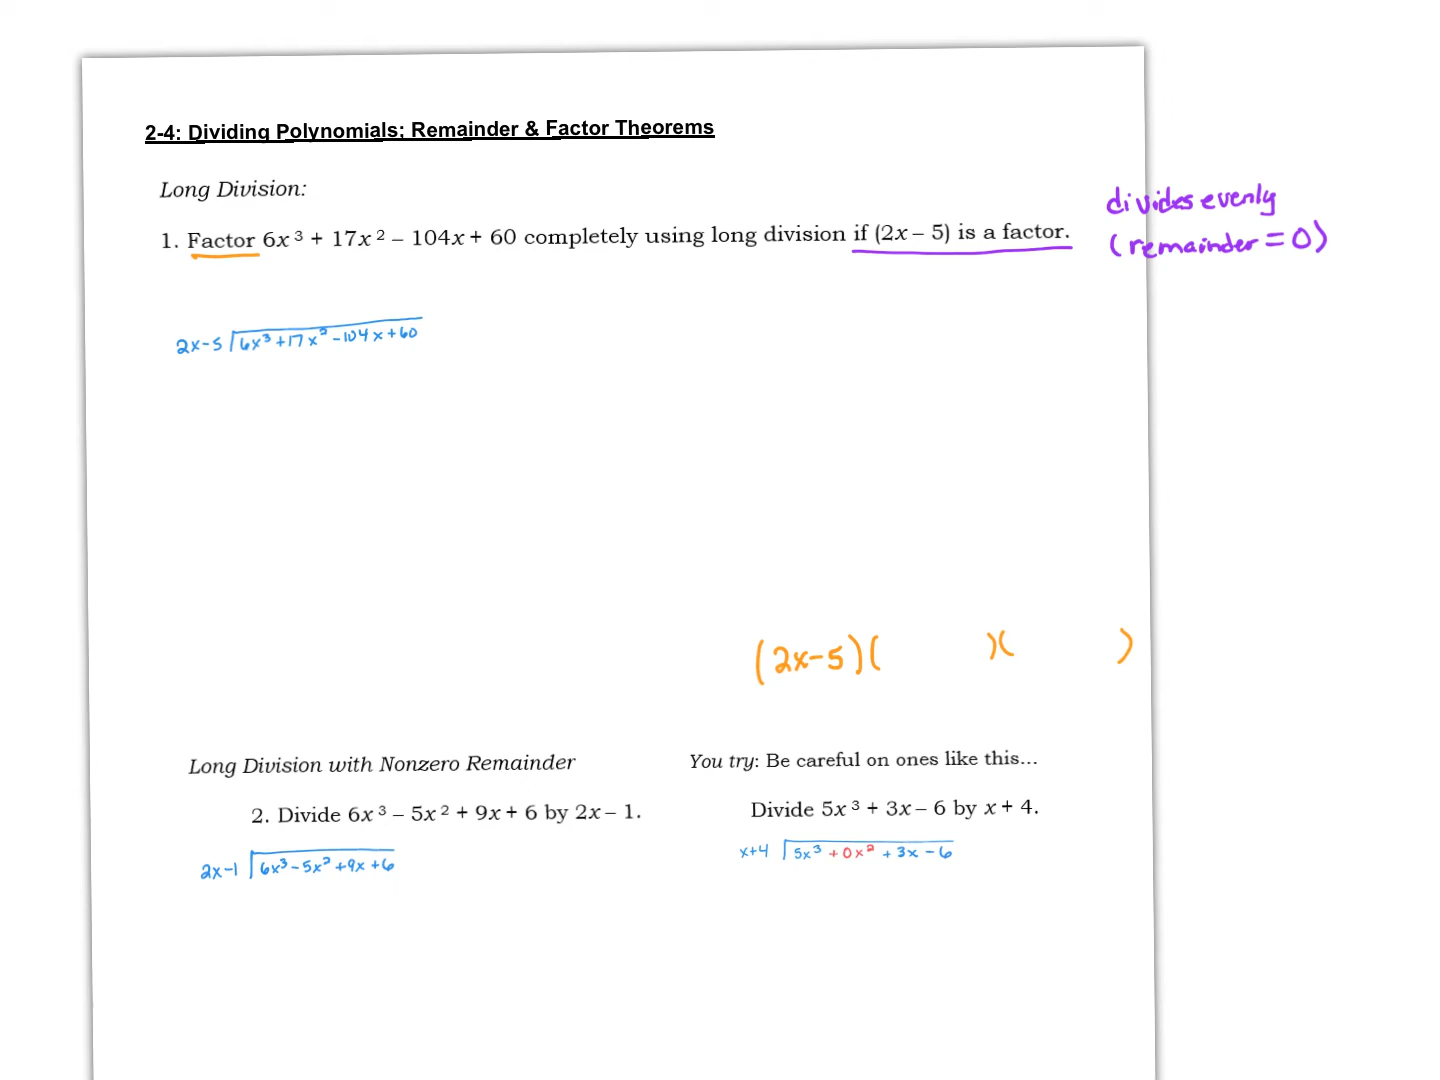 2-4: Dividing Polynomials; Remainder & Factor Theorems
Long Division:
divides evenly
1. Factor 6x³ + 17x² – 104x + 60 completely using long division if (2x – 5) is a factor.
(remainder = 0)
2x-5 6x³ +17x² -104x +60
(2x-5)( )( )
Long Division with Nonzero Remainder
You try: Be careful on ones like this…
2. Divide 6x³ – 5x² + 9x + 6 by 2x – 1.
Divide 5x³ + 3x – 6 by x + 4.
2x-1 6x³ - 5x² +9x +6
x+4 5x³ +0x² + 3x - 6